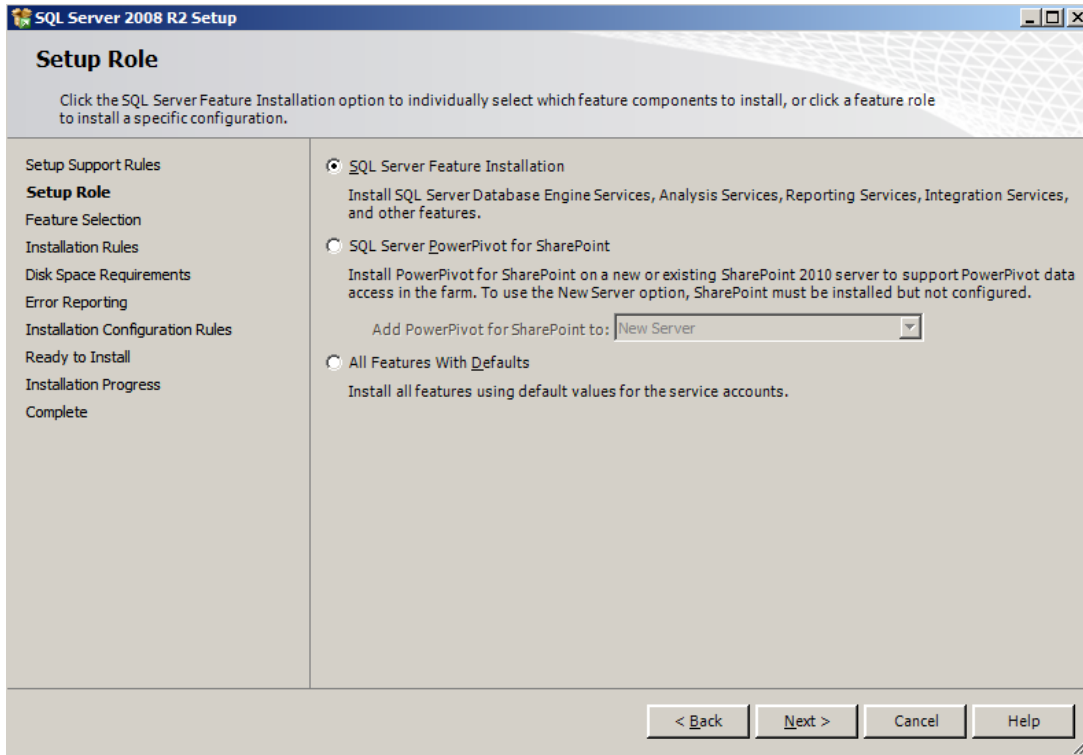 SQL Server 2008 R2 Setup
Setup Role
Click the SQL Server Feature Installation option to individually select which feature components to install, or click a feature role
to install a specific configuration.
Setup Support Rules
Setup Role
Feature Selection
Installation Rules
Disk Space Requirements
Error Reporting
Installation Configuration Rules
Ready to Install
Installation Progress
Complete
SQL Server Feature Installation
Install SQL Server Database Engine Services, Analysis Services, Reporting Services, Integration Services,
and other features.
SQL Server PowerPivot for SharePoint
Install PowerPivot for SharePoint on a new or existing SharePoint 2010 server to support PowerPivot data
access in the farm. To use the New Server option, SharePoint must be installed but not configured.
Add PowerPivot for SharePoint to: New Server
All Features With Defaults
Install all features using default values for the service accounts.
< Back Next > Cancel Help